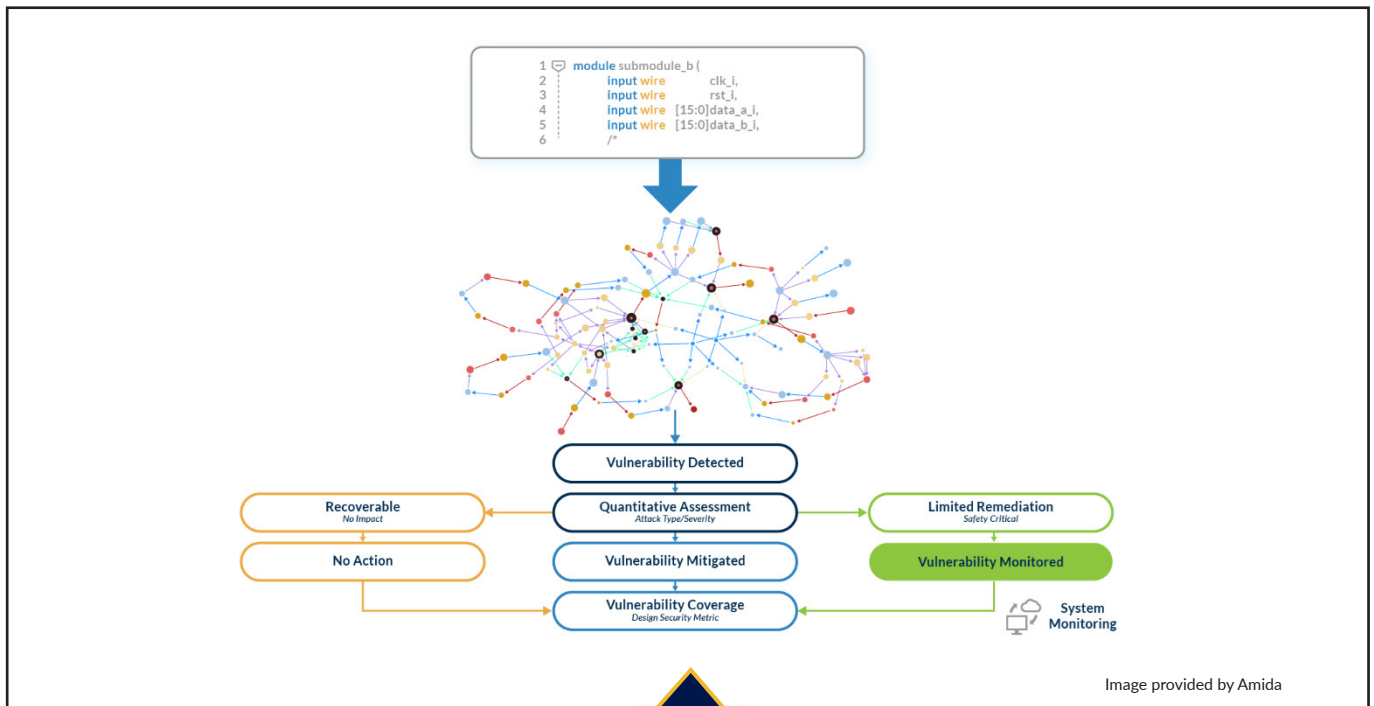 1 module submodule_b (
2 input wire clk_i,
3 input wire rst_i,
4 input wire [15:0]data_a_i,
5 input wire [15:0]data_b_i,
6 /*
Vulnerability Detected
Recoverable
No Impact
Quantitative Assessment
Attack Type/Severity
Limited Remediation
Safety Critical
No Action
Vulnerability Mitigated
Vulnerability Monitored
Vulnerability Coverage
Design Security Metric
System
Monitoring
Image provided by Amida